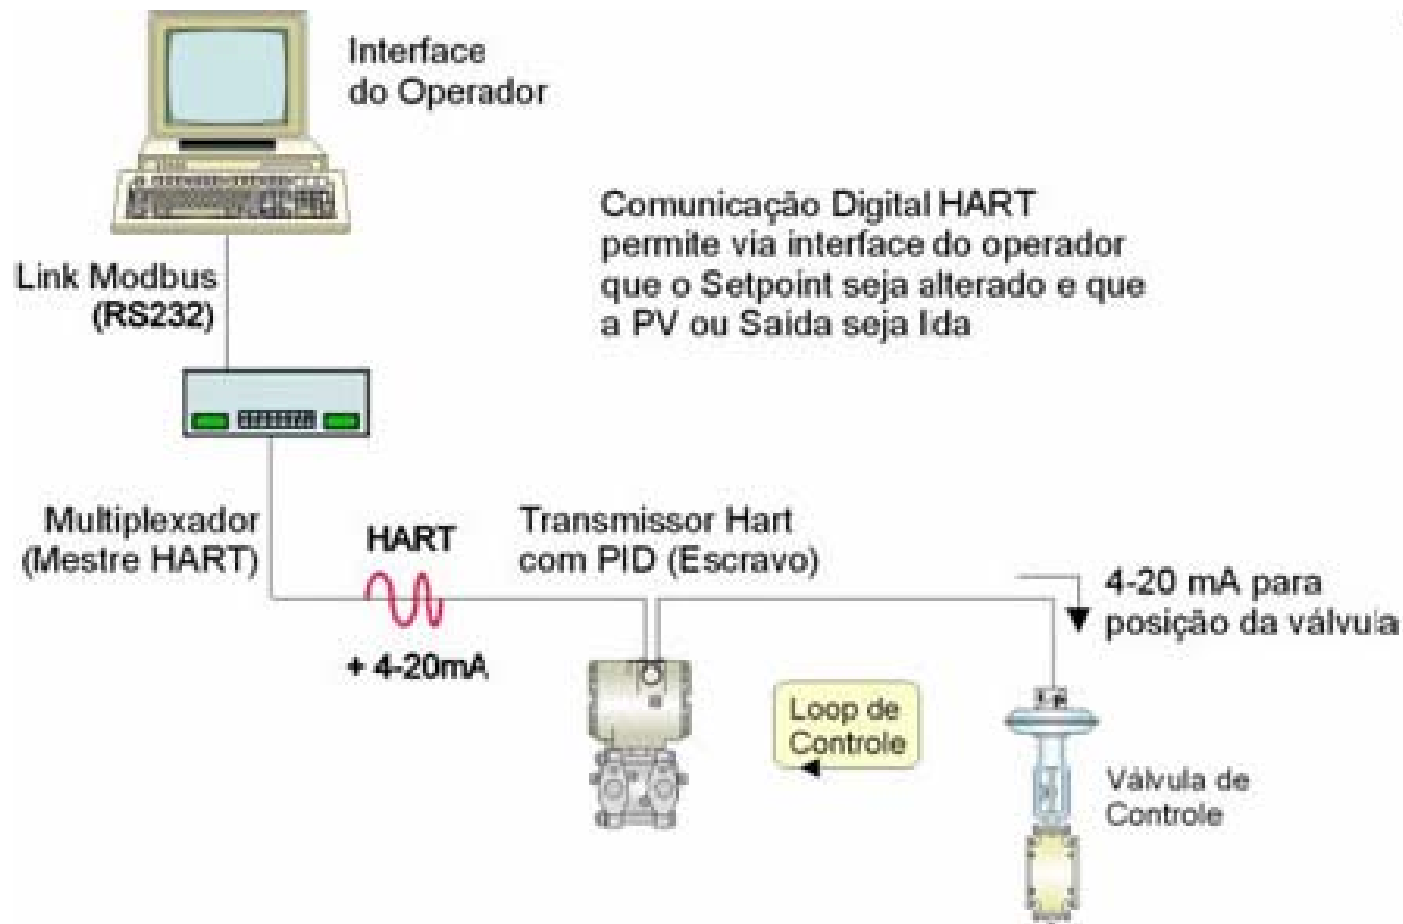 Interface
do Operador
Comunicação Digital HART
permite via interface do operador
que o Setpoint seja alterado e que
a PV ou Saída seja lida
Link Modbus
(RS232)
Multiplexador
(Mestre HART)
HART
+ 4-20mA
Transmissor Hart
com PID (Escravo)
4-20 mA para
posição da válvula
Loop de
Controle
Válvula de
Controle